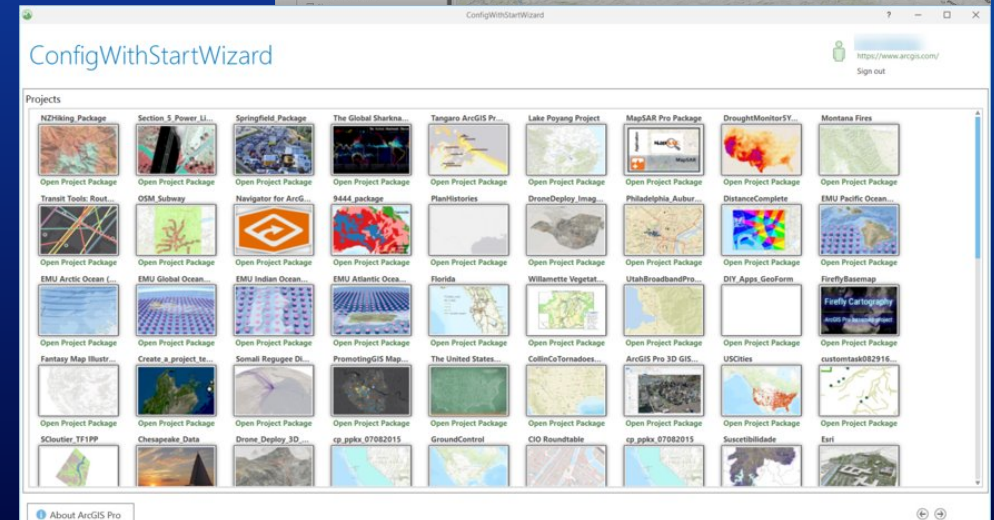 ConfigWithStartWizard
?
ConfigWithStartWizard
https://www.arcgis.com/
Sign out
Projects
NZHiking_Package Section_5_Power_Li... Springfield_Package The Global Sharkna... Tangaro ArcGIS Pr... Lake Poyang Project MapSAR Pro Package DroughtMonitorSY... Montana Fires
MapSAR
Open Project Package Open Project Package Open Project Package Open Project Package Open Project Package Open Project Package Open Project Package Open Project Package Open Project Package
Transit Tools: Rout... OSM_Subway Navigator for ArcG... 9444_package PlanHistories DroneDeploy_Imag... Philadelphia_Aubur... DistanceComplete EMU Pacific Ocean...
Open Project Package Open Project Package Open Project Package Open Project Package Open Project Package Open Project Package Open Project Package Open Project Package Open Project Package
EMU Arctic Ocean (... EMU Global Ocean... EMU Indian Ocean... EMU Atlantic Ocea... Florida Willamette Vegetat... UtahBroadbandPro... DIY_Apps_GeoForm FireflyBasemap
Firefly Cartography
Open Project Package Open Project Package Open Project Package Open Project Package Open Project Package Open Project Package Open Project Package Open Project Package Open Project Package
Fantasy Map Illustr... Create_a_project_te... Somali Regugee Di... PromotingGIS Map... The United States... CollinCoTornadoes... ArcGIS Pro 3D GIS... USCities customtask082916...
Open Project Package Open Project Package Open Project Package Open Project Package Open Project Package Open Project Package Open Project Package Open Project Package Open Project Package
SCloutier_TF1PP Chesapeake_Data Drone_Deploy_3D_... cp_ppkx_07082015 GroundControl CIO Roundtable cp_ppkx_07082015 Suscetibilidade Esri
About ArcGIS Pro